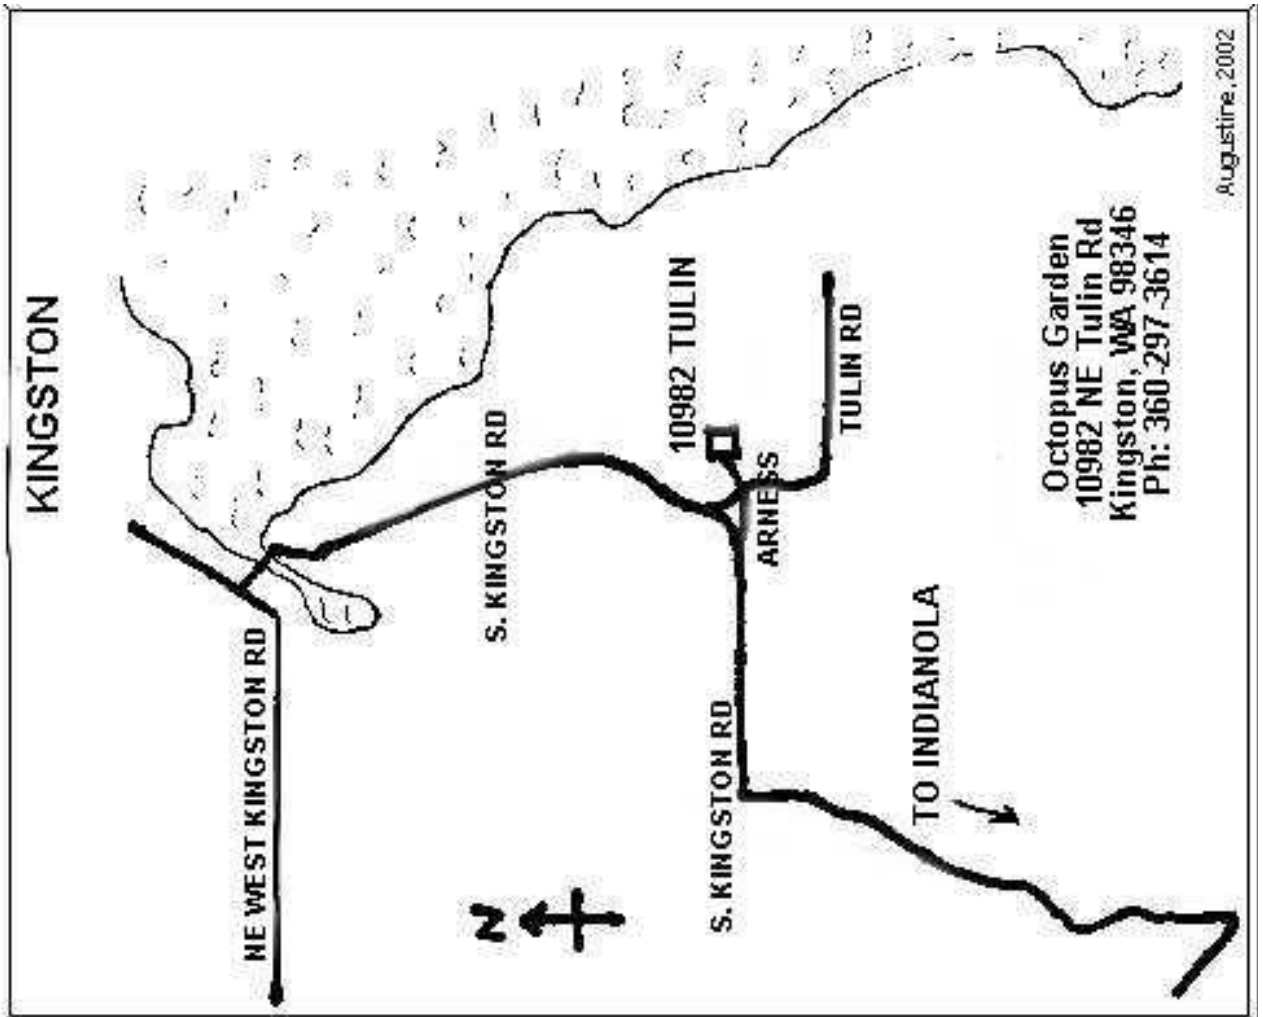 KINGSTON
NE WEST KINGSTON RD
S. KINGSTON RD
10982 TULIN
ARNESS
TULIN RD
S. KINGSTON RD
TO INDIANOLA
N
Octopus Garden
10982 NE Tulin Rd
Kingston, WA 98346
Ph: 360-297-3614
Augustine, 2002